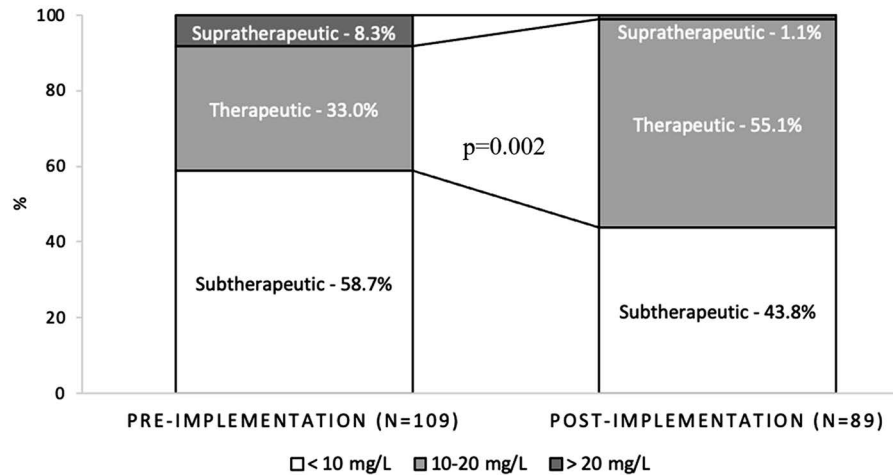 100
80
60
40
20
0
%
Supratherapeutic - 8.3%
Therapeutic - 33.0%
Subtherapeutic - 58.7%
p=0.002
Supratherapeutic - 1.1%
Therapeutic - 55.1%
Subtherapeutic - 43.8%
PRE-IMPLEMENTATION (N=109)
POST-IMPLEMENTATION (N=89)
< 10 mg/L 10-20 mg/L > 20 mg/L